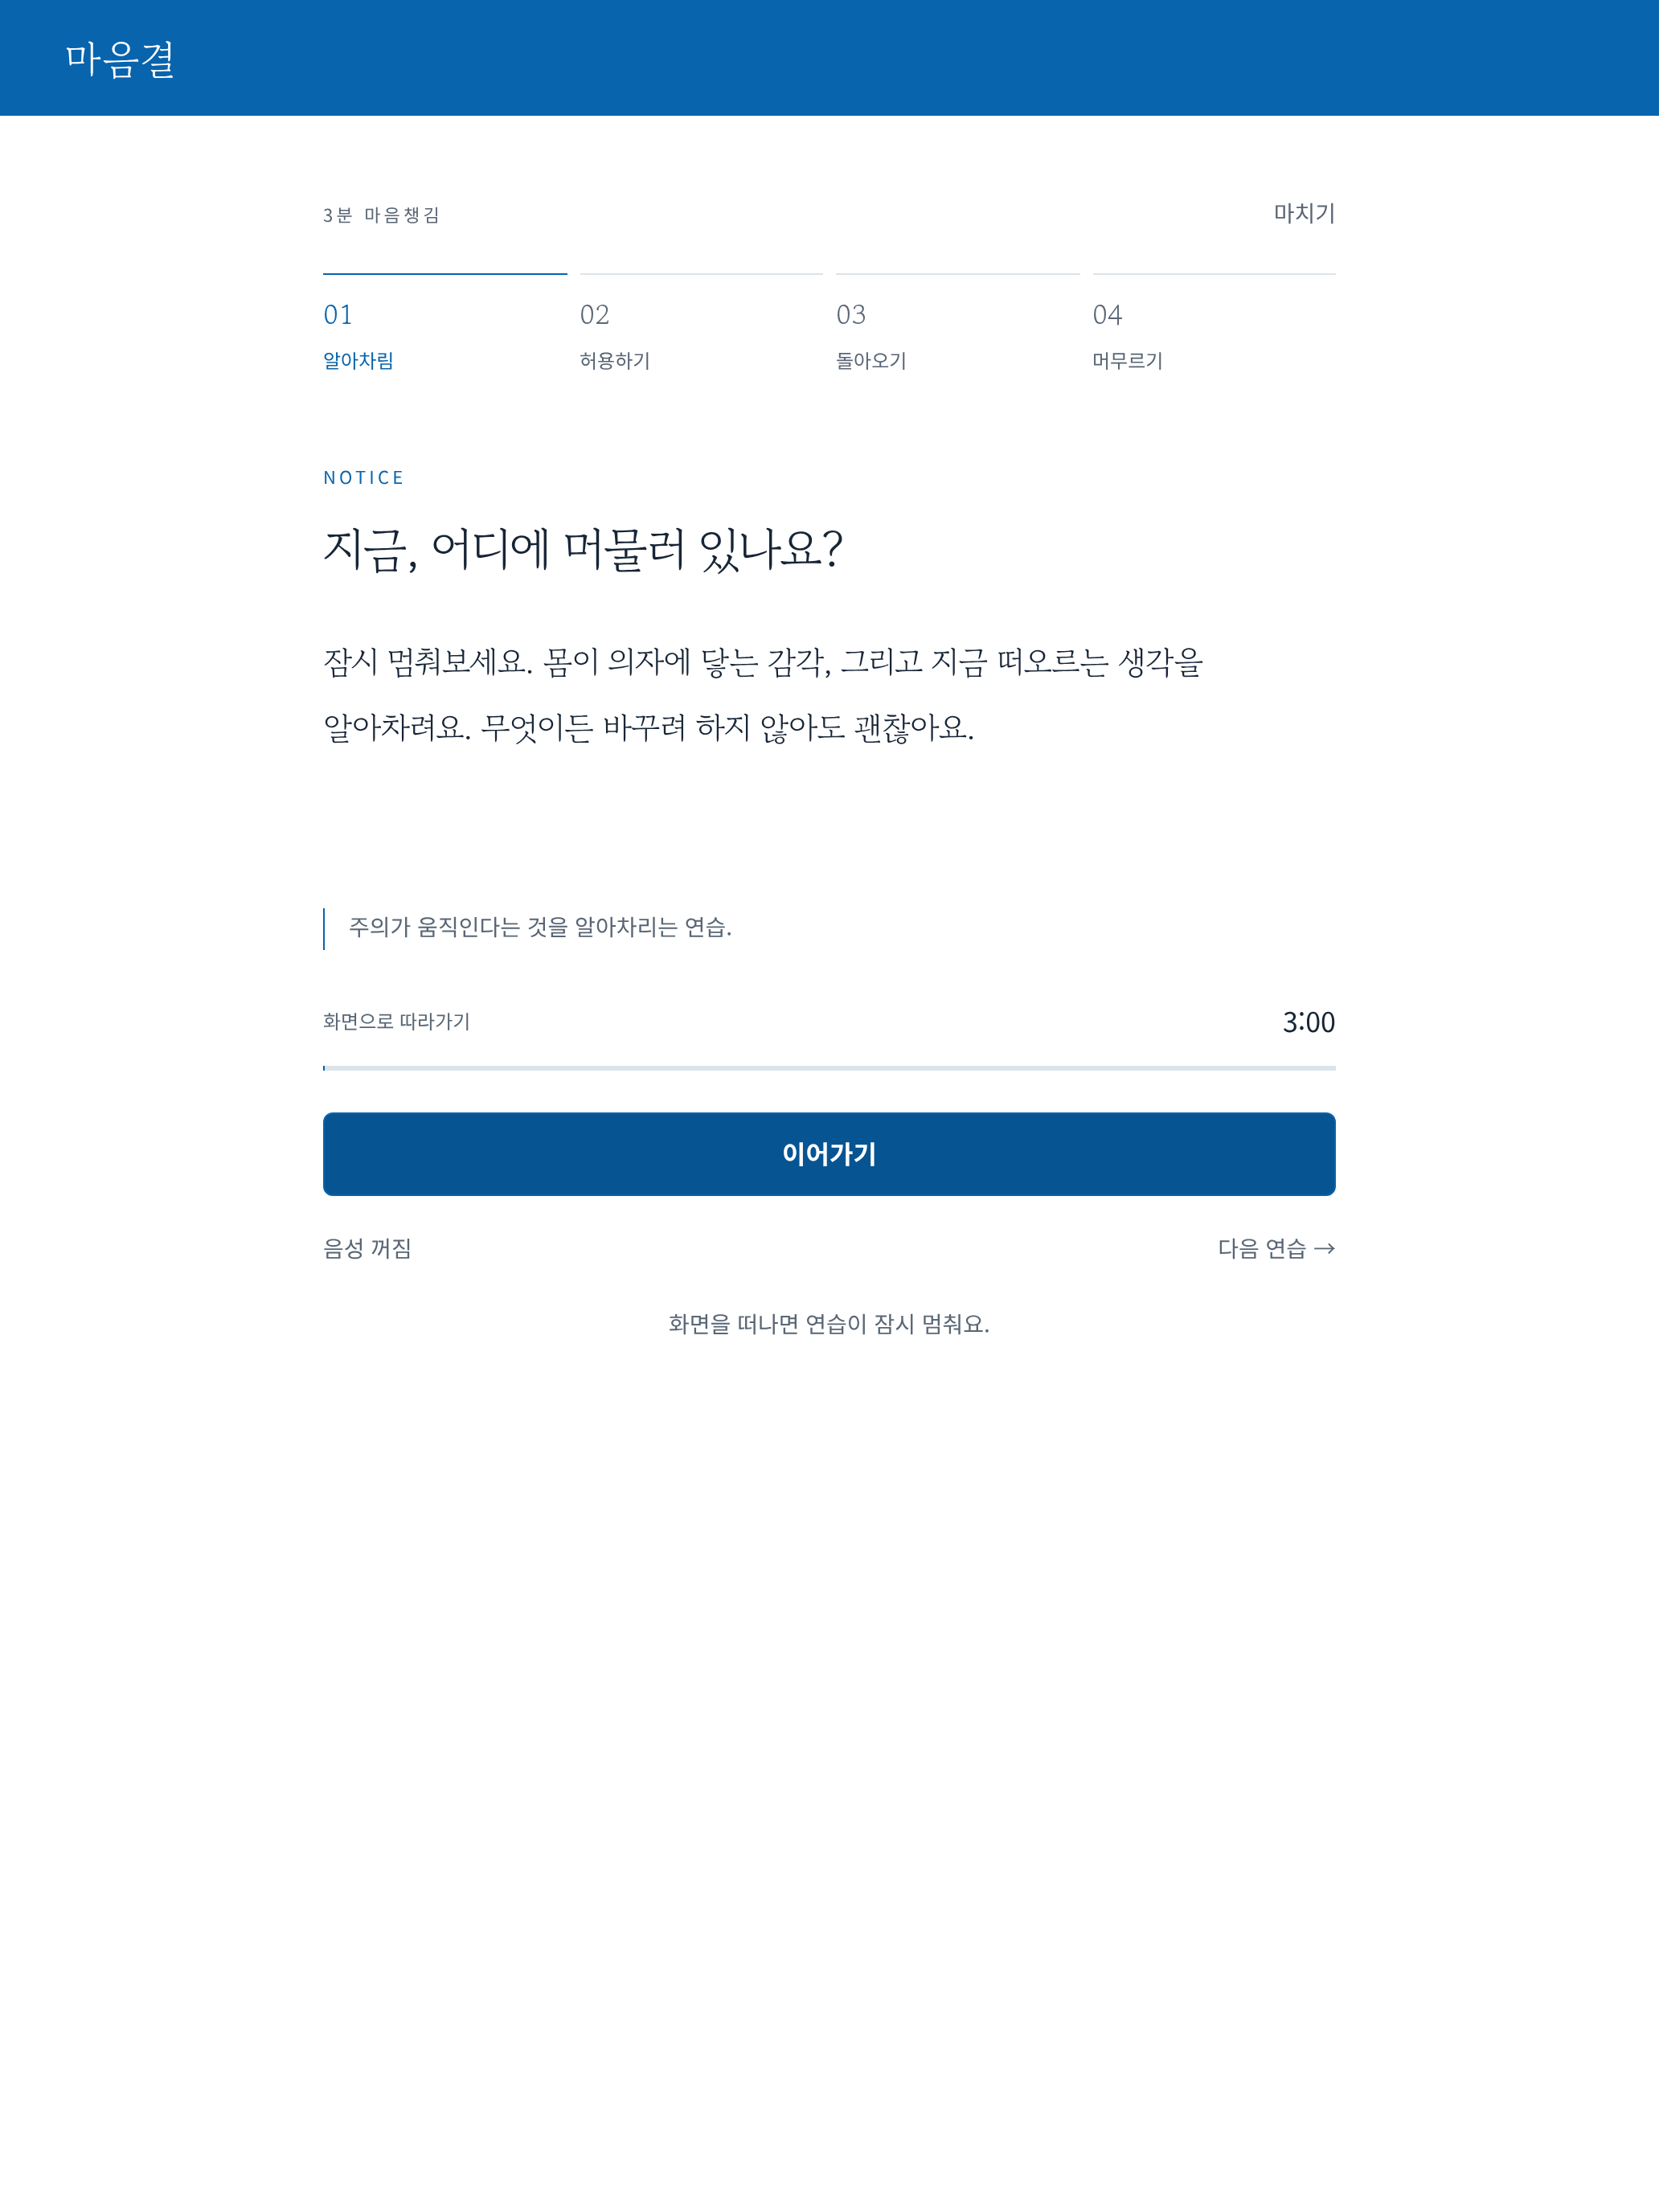 마음결
3분 마음챙김
마치기
01
알아차림
02
허용하기
03
돌아오기
04
머무르기
NOTICE
지금, 어디에 머물러 있나요?
잠시 멈춰보세요. 몸이 의자에 닿는 감각, 그리고 지금 떠오르는 생각을
알아차려요. 무엇이든 바꾸려 하지 않아도 괜찮아요.
주의가 움직인다는 것을 알아차리는 연습.
화면으로 따라가기
3:00
이어가기
음성 꺼짐
다음 연습 →
화면을 떠나면 연습이 잠시 멈춰요.